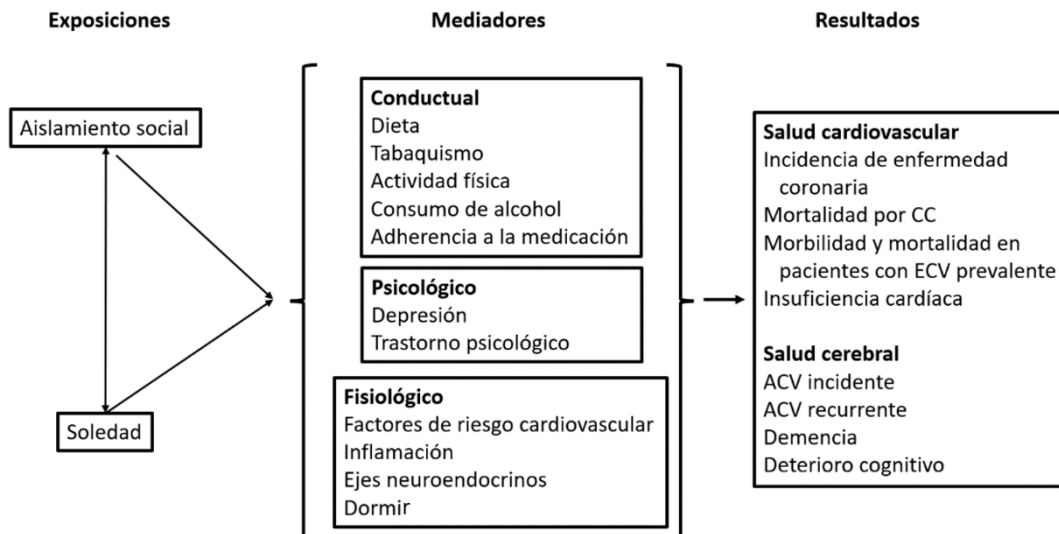 Exposiciones
Mediadores
Resultados
Aislamiento social
Soledad
Conductual
Dieta
Tabaquismo
Actividad física
Consumo de alcohol
Adherencia a la medicación
Psicológico
Depresión
Trastorno psicológico
Fisiológico
Factores de riesgo cardiovascular
Inflamación
Ejes neuroendocrinos
Dormir
Salud cardiovascular
Incidencia de enfermedad
coronaria
Mortalidad por CC
Morbilidad y mortalidad en
pacientes con ECV prevalente
Insuficiencia cardíaca
Salud cerebral
ACV incidente
ACV recurrente
Demencia
Deterioro cognitivo